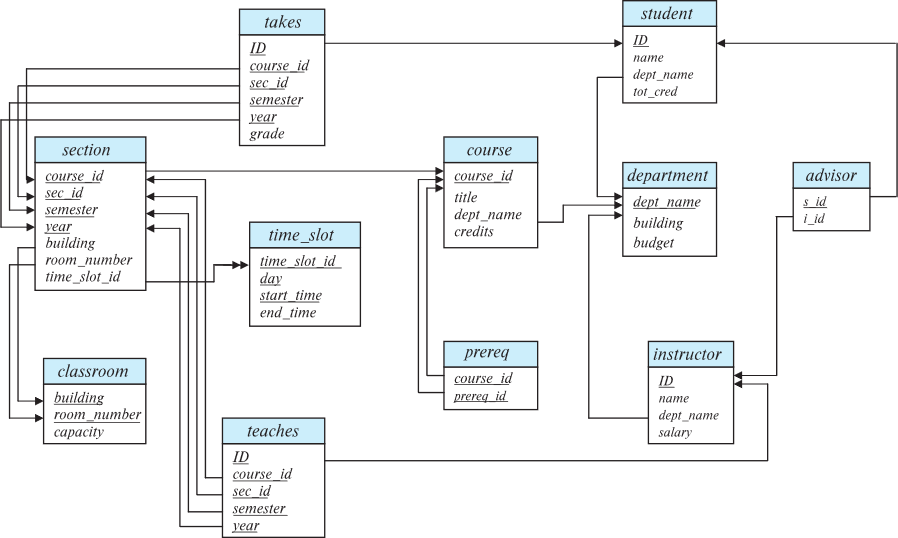 takes
ID
course_id
sec_id
semester
year
grade
student
ID
name
dept_name
tot_cred
section
course_id
sec_id
semester
year
building
room_number
time_slot_id
course
course_id
title
dept_name
credits
department
dept_name
building
budget
advisor
s_id
i_id
time_slot
time_slot_id
day
start_time
end_time
prereq
course_id
prereq_id
instructor
ID
name
dept_name
salary
classroom
building
room_number
capacity
teaches
ID
course_id
sec_id
semester
year